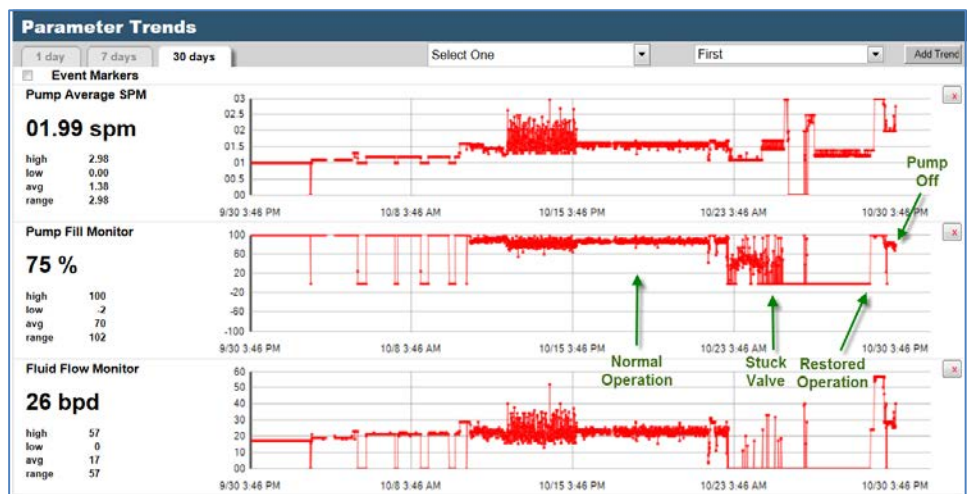 Parameter Trends
1 day 7 days 30 days Select One First Add Trend
Event Markers
Pump Average SPM
01.99 spm
high 2.98
low 0.00
avg 1.38
range 2.98
03
02.5
02
01.5
01
00.5
00
9/30 3:46 PM 10/8 3:46 AM 10/15 3:46 PM 10/23 3:46 AM 10/30 3:46 PM
x
Pump
Off
Pump Fill Monitor
75 %
high 100
low -2
avg 70
range 102
100
60
20
-20
-60
-100
9/30 3:46 PM 10/8 3:46 AM 10/15 3:46 PM 10/23 3:46 AM 10/30 3:46 PM
x
Normal
Operation
Stuck
Valve
Restored
Operation
Fluid Flow Monitor
26 bpd
high 57
low 0
avg 17
range 57
60
50
40
30
20
10
00
9/30 3:46 PM 10/8 3:46 AM 10/15 3:46 PM 10/23 3:46 AM 10/30 3:46 PM
x